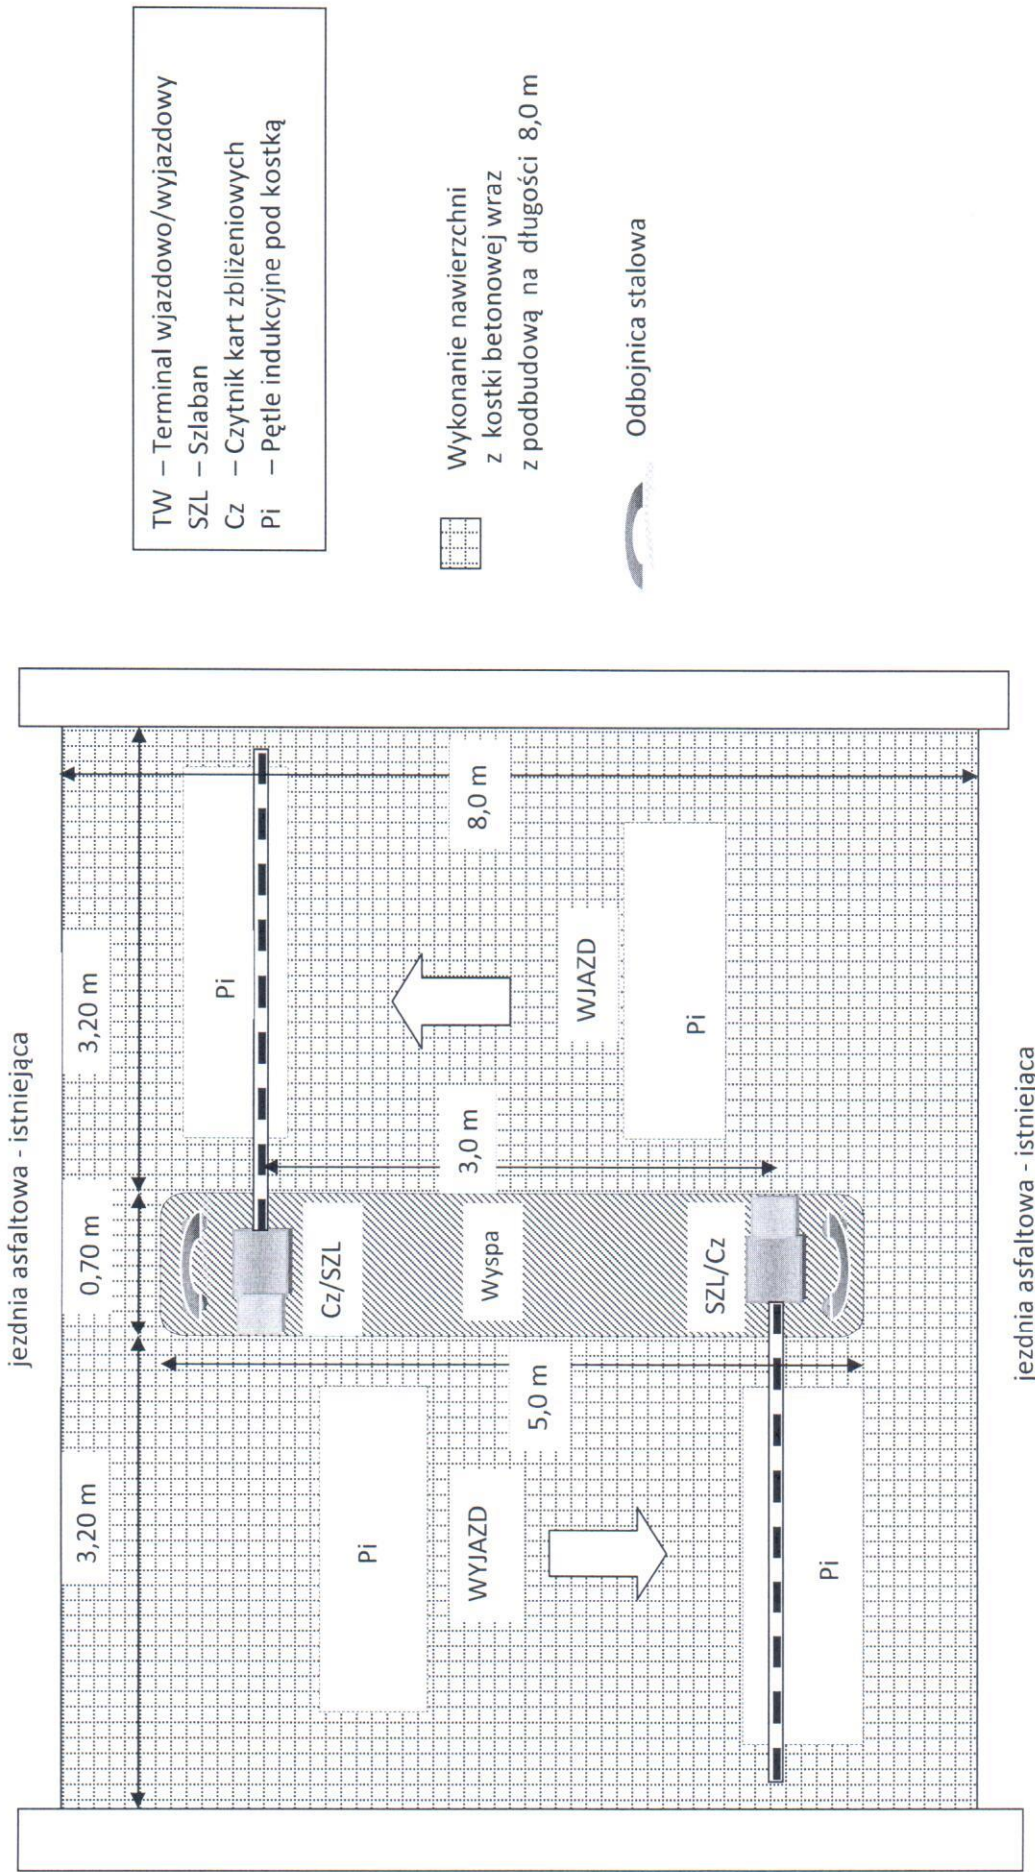 jezdnia asfaltowa - istniejąca
3,20 m
0,70 m
3,20 m
Pi
Pi
WYJAZD
5,0 m
Cz/SZL
Wyspa
SZL/Cz
3,0 m
Pi
WJAZD
8,0 m
Pi
Pi
jezdnia asfaltowa - istniejaca
TW – Terminal wjazdowo/wyjazdowy
SZL – Szlaban
Cz – Czytnik kart zbliżeniowych
Pi – Pętle indukcyjne pod kostką
Wykonanie nawierzchni
z kostki betonowej wraz
z podbudową na długości 8,0 m
Odbojnica stalowa